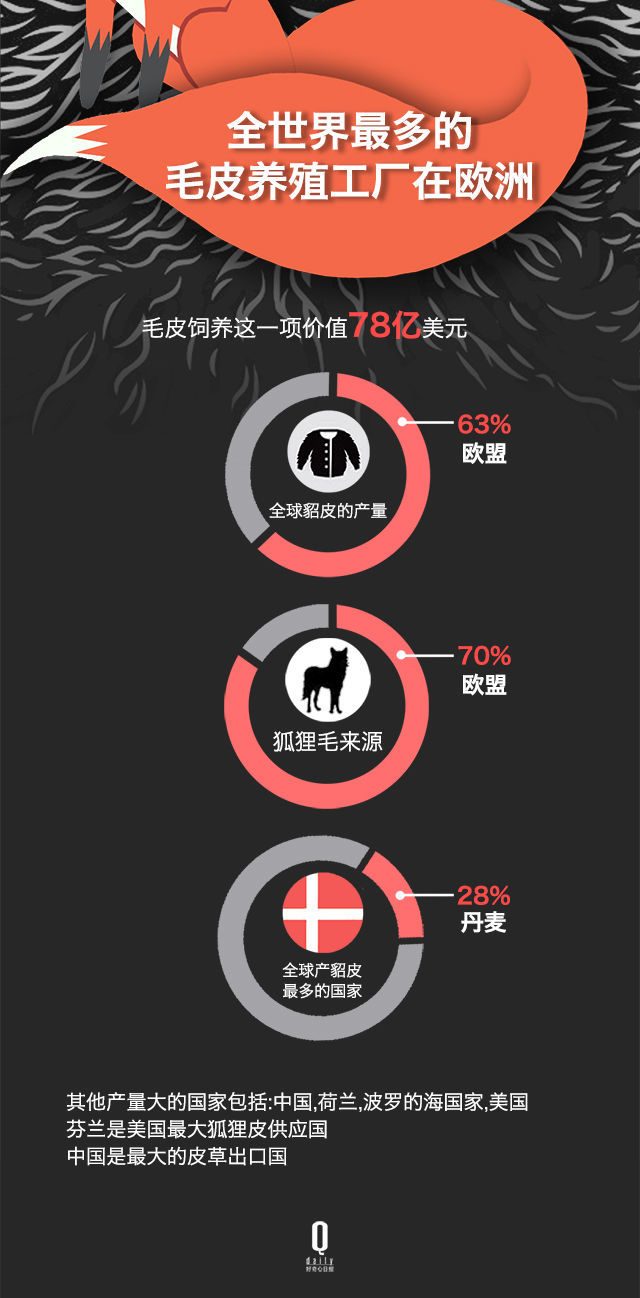 全世界最多的
毛皮养殖工厂在欧洲
毛皮饲养这一项价值78亿美元
63%
欧盟
全球貂皮的产量
70%
欧盟
狐狸毛来源
28%
丹麦
全球产貂皮
最多的国家
其他产量大的国家包括:中国,荷兰,波罗的海国家,美国
芬兰是美国最大狐狸皮供应国
中国是最大的皮草出口国
Q
daily
好奇心日报